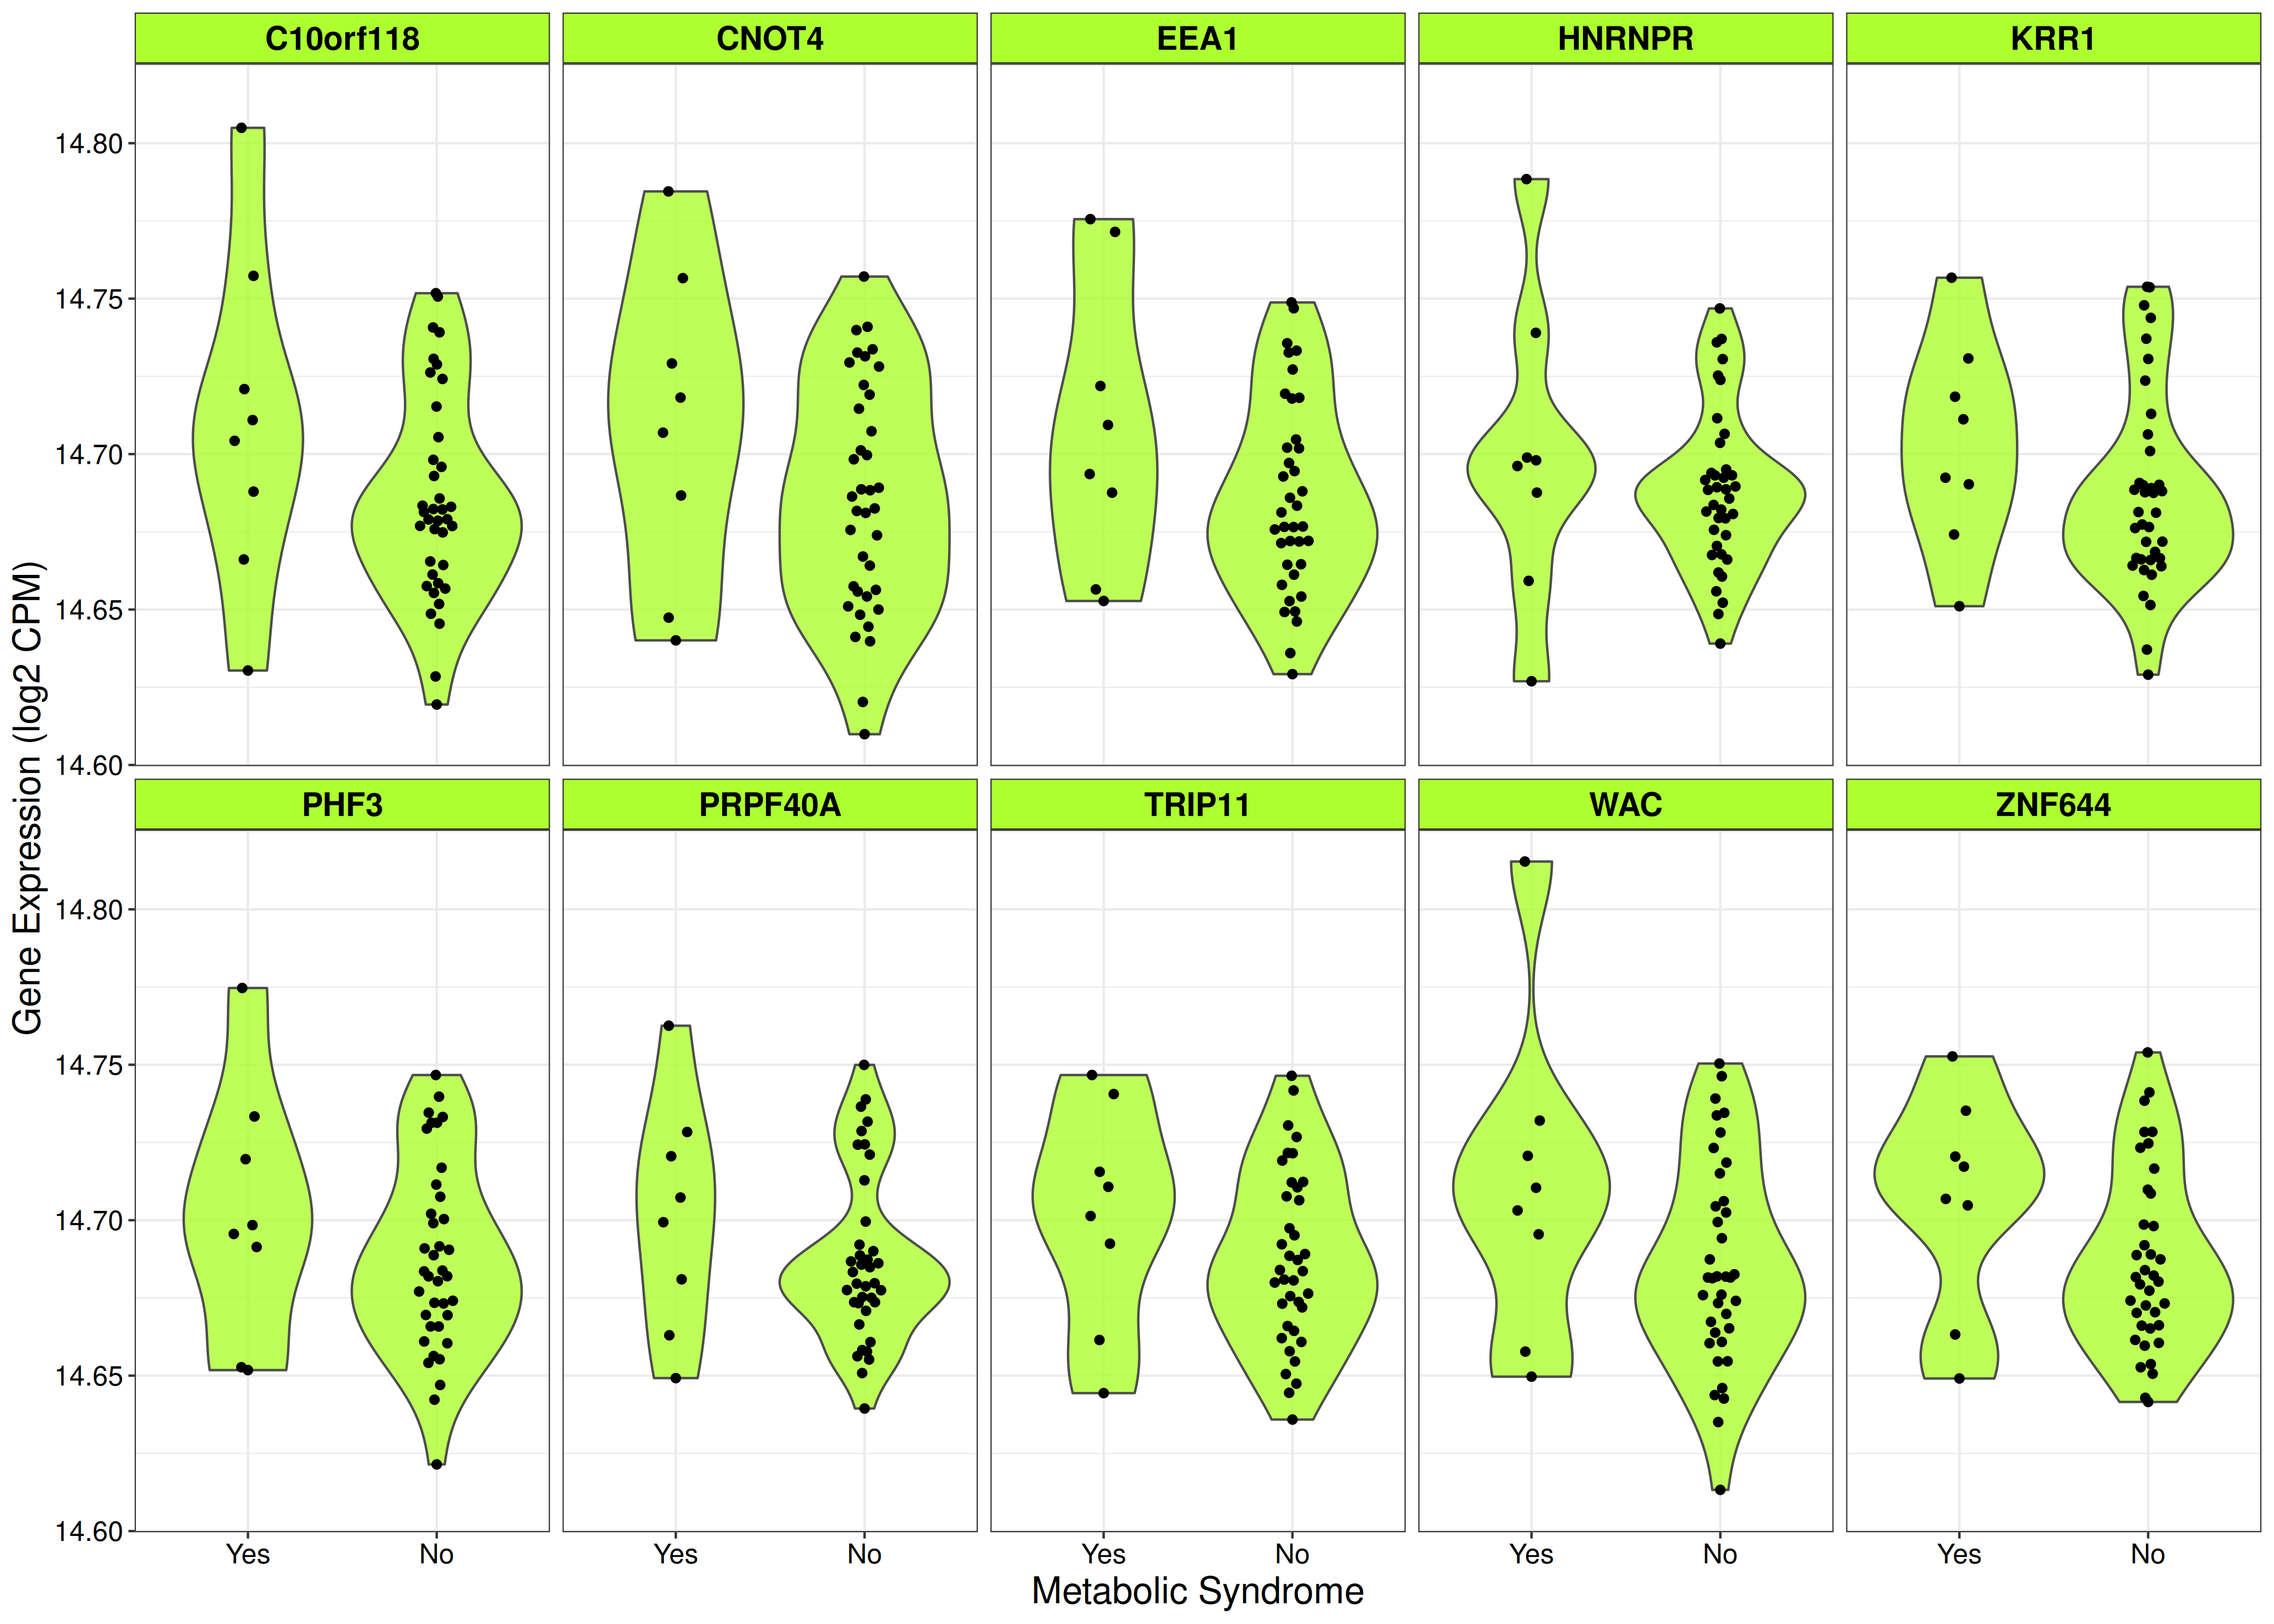 C10orf118 CNOT4 EEA1 HNRNPR KRR1
14.80
14.75
14.70
14.65
14.60
PHF3 PRPF40A TRIP11 WAC ZNF644
14.80
14.75
14.70
14.65
14.60
Gene Expression (log2 CPM)
Yes No Yes No Yes No Yes No Yes No
Metabolic Syndrome